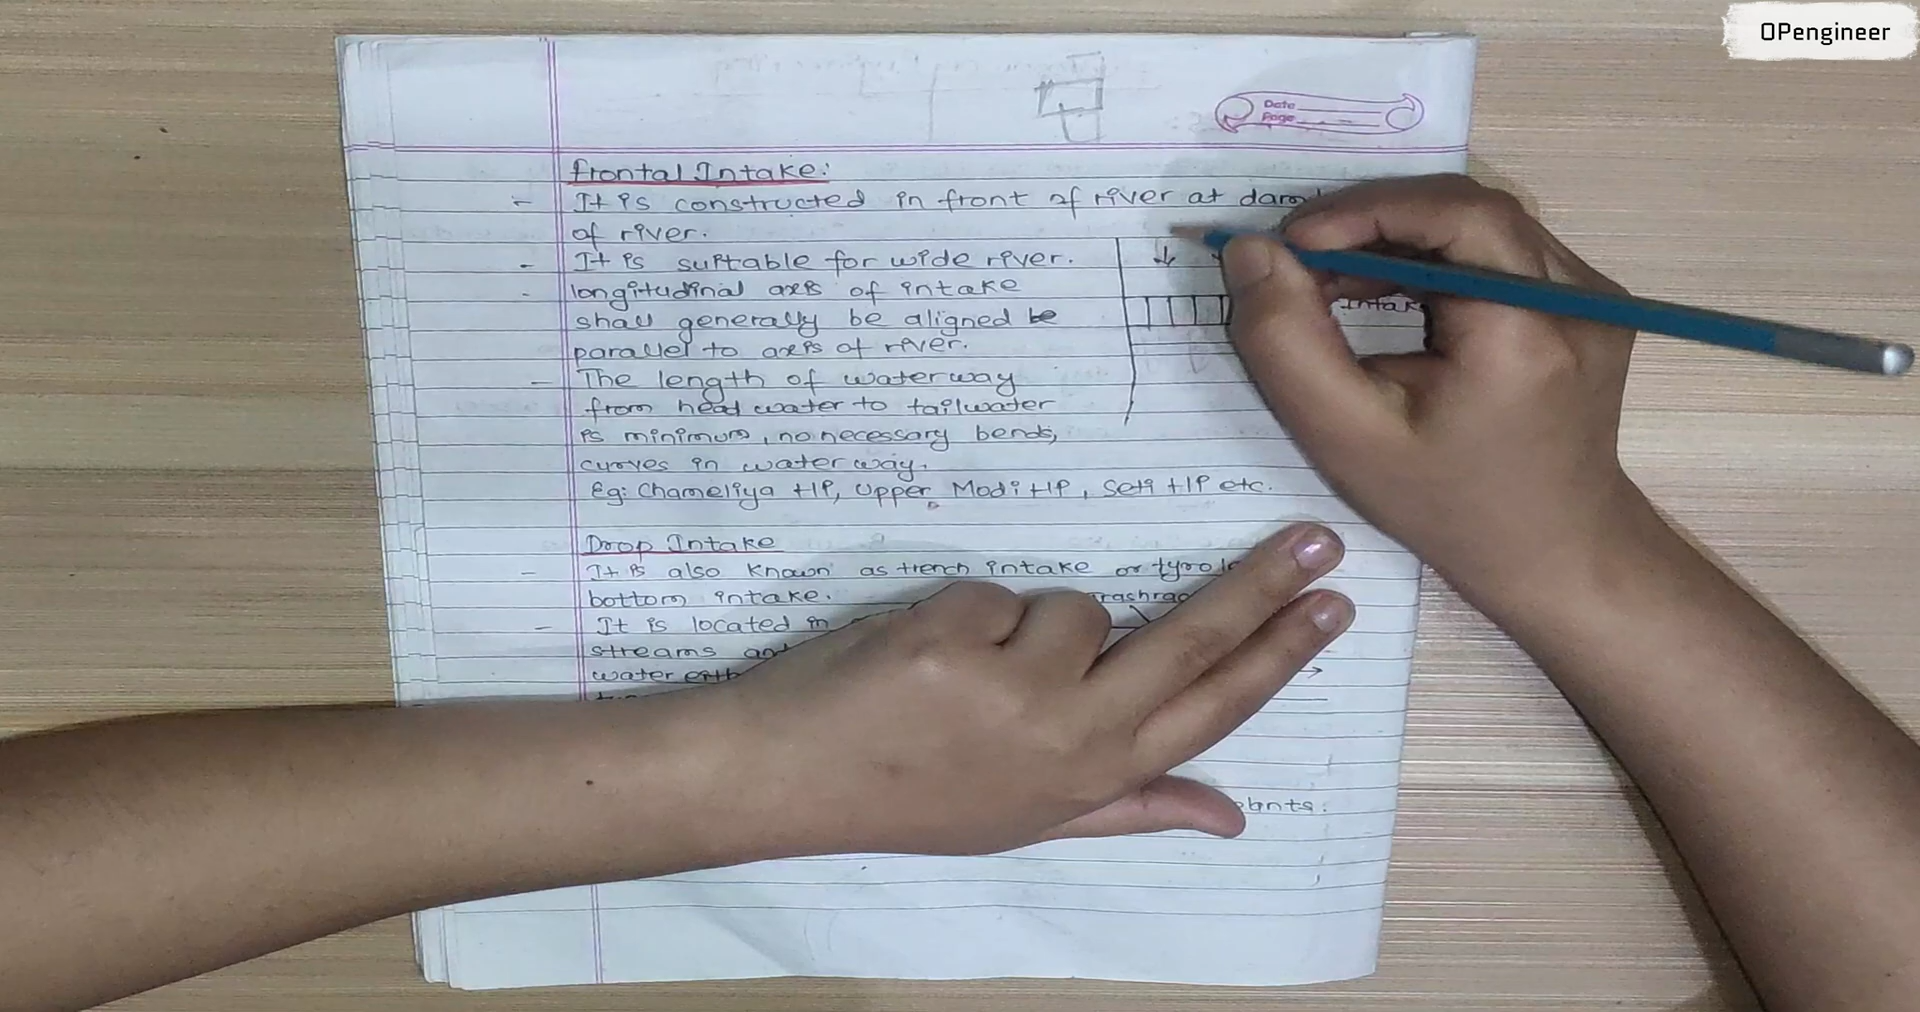 OPengineer
Date
Page
Frontal Intake:
- It is constructed in front of river at dam
of river.
- It is suitable for wide river.
- longitudinal axis of intake
shall generally be aligned be
parallel to axis of river.
- The length of waterway
from head water to tailwater
is minimum, no necessary bends,
curves in water way.
Eg: Chameliya HP, Upper Modi HP, Seti HP etc.
Intak
Drop Intake
- It is also known as trench intake or tyrol
bottom intake.
rashrac
- It is located in
streams and
water